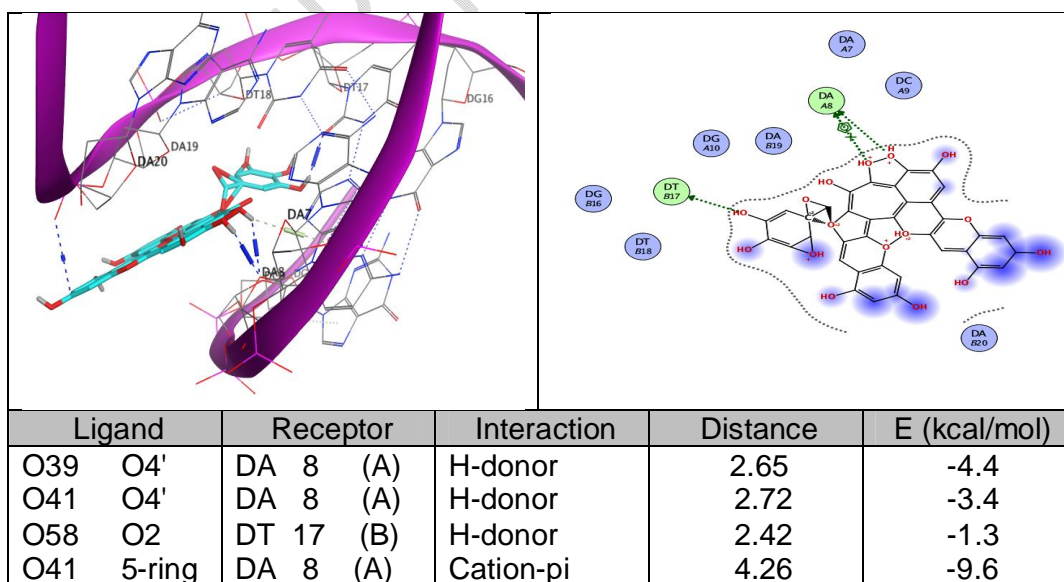 DT18
DT17
DG16
DA19
DA20
DA7
DA8
DA
A7
DA
A8
DC
A9
DG
A10
DA
B19
DT
B17
DG
B16
DT
B18
DA
B20
Ligand Receptor Interaction Distance E (kcal/mol)
O39 O4' DA 8 (A) H-donor 2.65 -4.4
O41 O4' DA 8 (A) H-donor 2.72 -3.4
O58 O2 DT 17 (B) H-donor 2.42 -1.3
O41 5-ring DA 8 (A) Cation-pi 4.26 -9.6